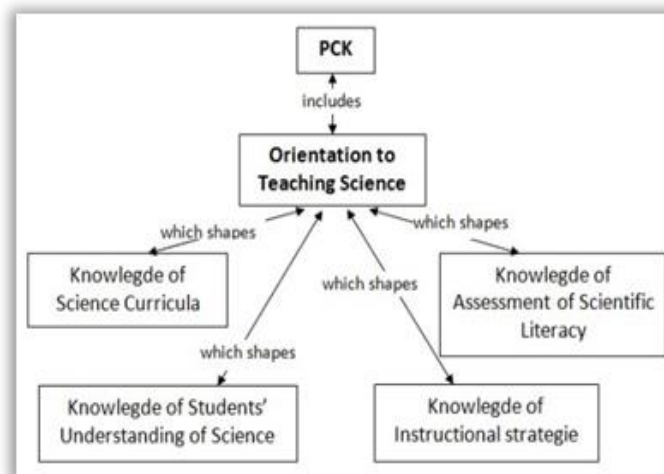 PCK
includes
Orientation to
Teaching Science
which shapes
which shapes
Knowlegde of
Science Curricula
which shapes
Knowlegde of
Assessment of Scientific
Literacy
which shapes
Knowlegde of Students'
Understanding of Science
Knowlegde of
Instructional strategie